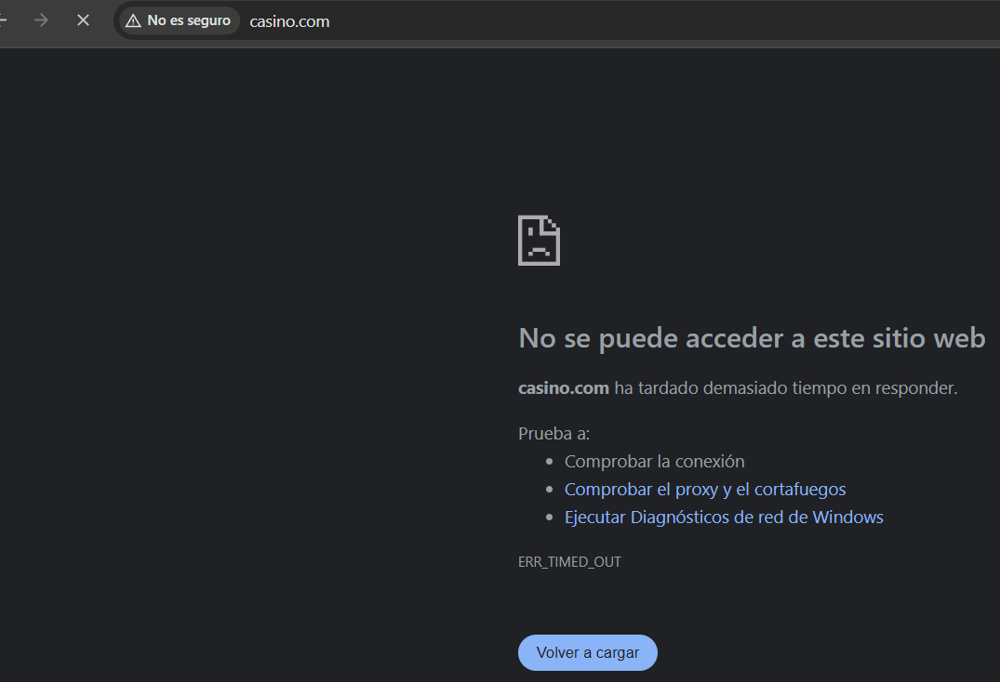 No es seguro casino.com
No se puede acceder a este sitio web
casino.com ha tardado demasiado tiempo en responder.
Prueba a:
Comprobar la conexión
Comprobar el proxy y el cortafuegos
Ejecutar Diagnósticos de red de Windows
ERR_TIMED_OUT
Volver a cargar